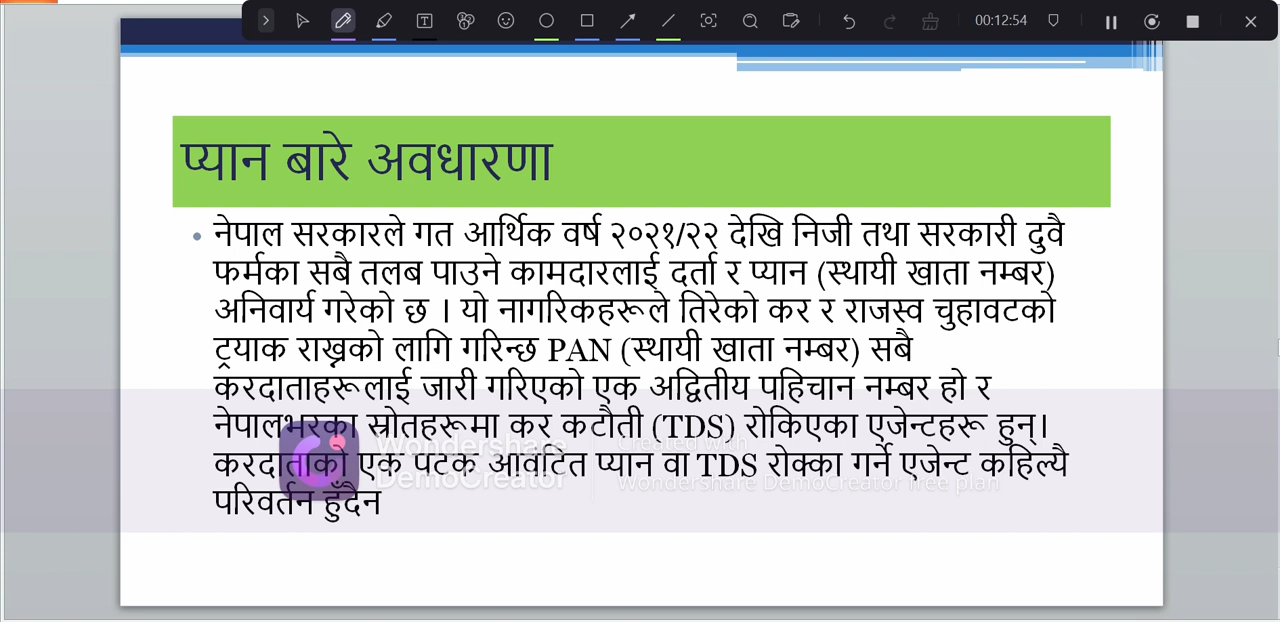 00:12:54
प्यान बारे अवधारणा
• नेपाल सरकारले गत आर्थिक वर्ष २०२१/२२ देखि निजी तथा सरकारी दुवै
फर्मका सबै तलब पाउने कामदारलाई दर्ता र प्यान (स्थायी खाता नम्बर)
अनिवार्य गरेको छ । यो नागरिकहरूले तिरेको कर र राजस्व चुहावटको
ट्र्याक राख्नको लागि गरिन्छ PAN (स्थायी खाता नम्बर) सबै
करदाताहरूलाई जारी गरिएको एक अद्वितीय पहिचान नम्बर हो र
नेपालभरका स्रोतहरूमा कर कटौती (TDS) रोकिएका एजेन्टहरू हुन्।
करदाताको एक पटक आवंटित प्यान वा TDS रोक्का गर्ने एजेन्ट कहिल्यै
परिवर्तन हुँदैन
Wondershare
DemoCreator
Created with
Wondershare DemoCreator free plan